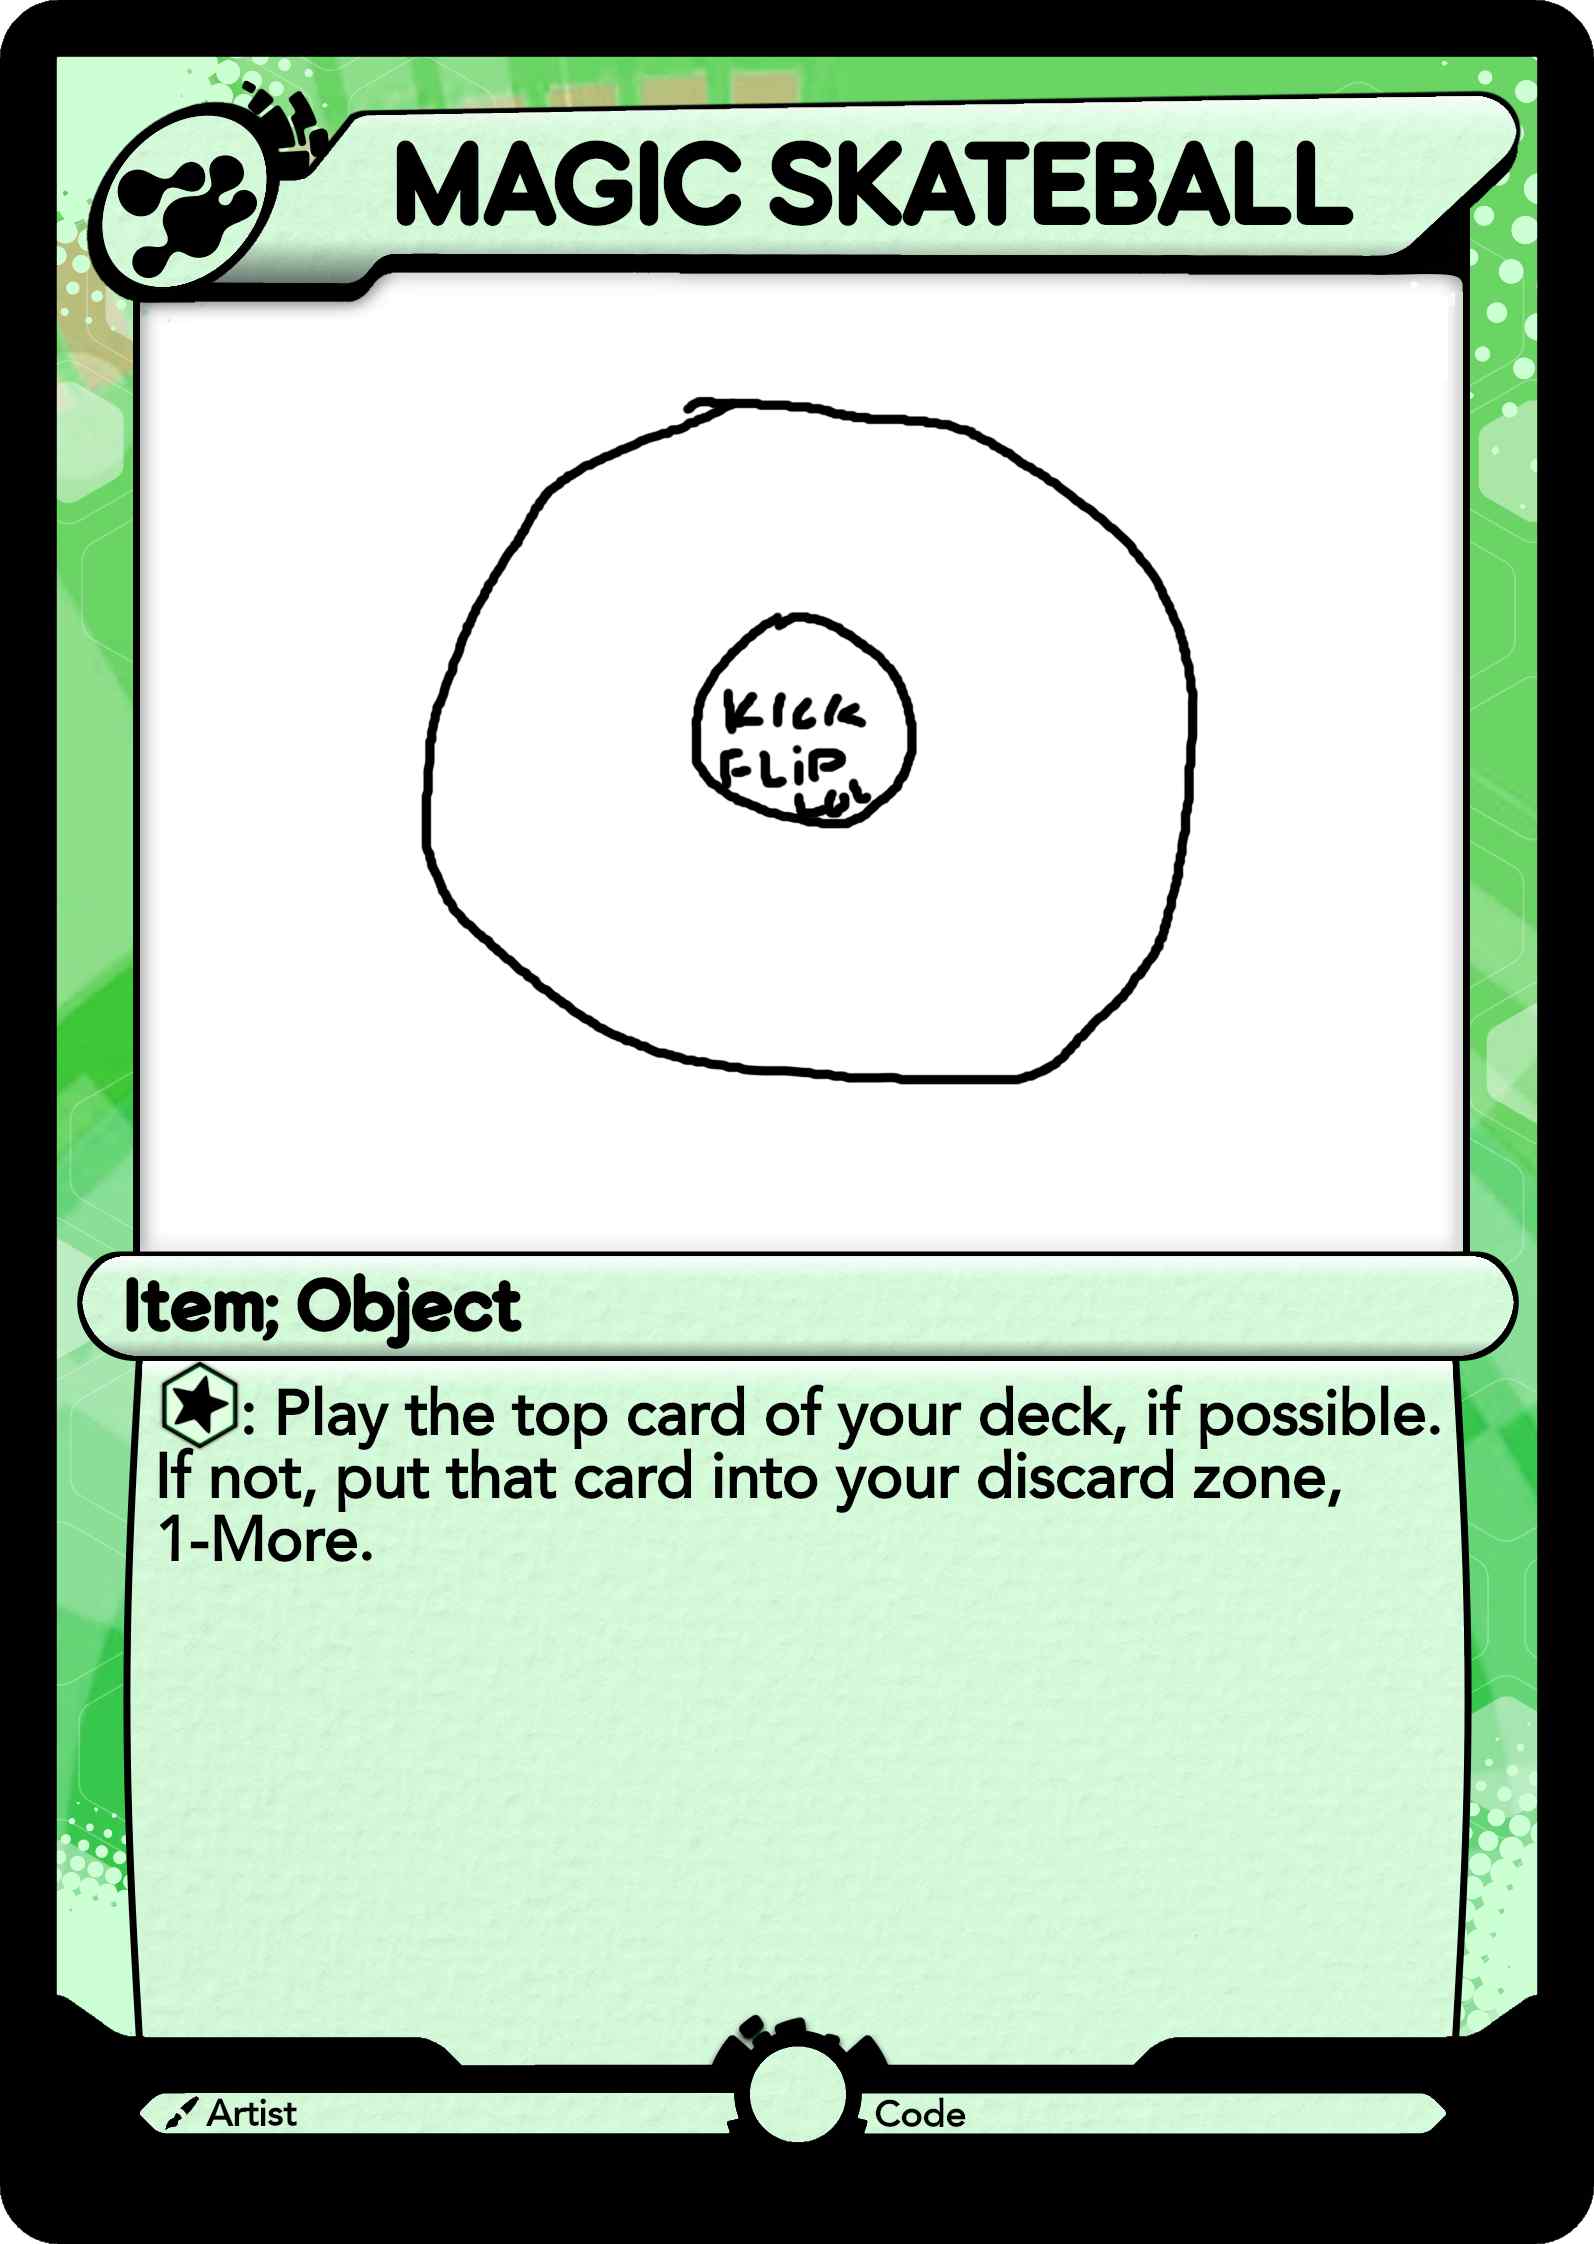 MAGIC SKATEBALL
KICK
FLiP
LOL
Item; Object
: Play the top card of your deck, if possible.
If not, put that card into your discard zone,
1-More.
Artist
Code